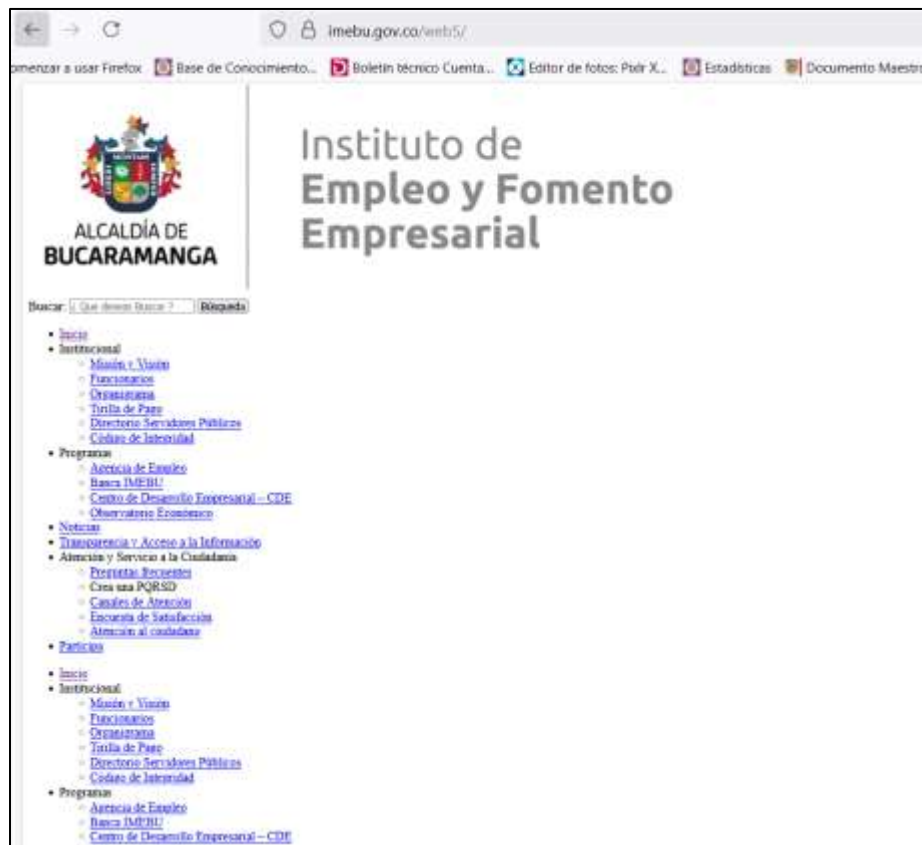 imebu.gov.co/web5/
omenzar a usar Firefox Base de Conocimiento... Boletín técnico Cuenta... Editor de fotos: Pixlr X... Estadísticas Documento Maestro
Instituto de
Empleo y Fomento
Empresarial
ALCALDÍA DE
BUCARAMANGA
Buscar: ¿ Que deseas Buscar ? Búsqueda
Inicio
Institucional
Misión y Visión
Funcionarios
Organigrama
Tirilla de Pago
Directorio Servidores Públicos
Código de Integridad
Programas
Agencia de Empleo
Banca IMEBU
Centro de Desarrollo Empresarial – CDE
Observatorio Económico
Noticias
Transparencia y Acceso a la Información
Atención y Servicio a la Ciudadanía
Preguntas frecuentes
Crea una PQRSD
Canales de Atención
Encuesta de Satisfacción
Atención al ciudadano
Participa
Inicio
Institucional
Misión y Visión
Funcionarios
Organigrama
Tirilla de Pago
Directorio Servidores Públicos
Código de Integridad
Programas
Agencia de Empleo
Banca IMEBU
Centro de Desarrollo Empresarial – CDE